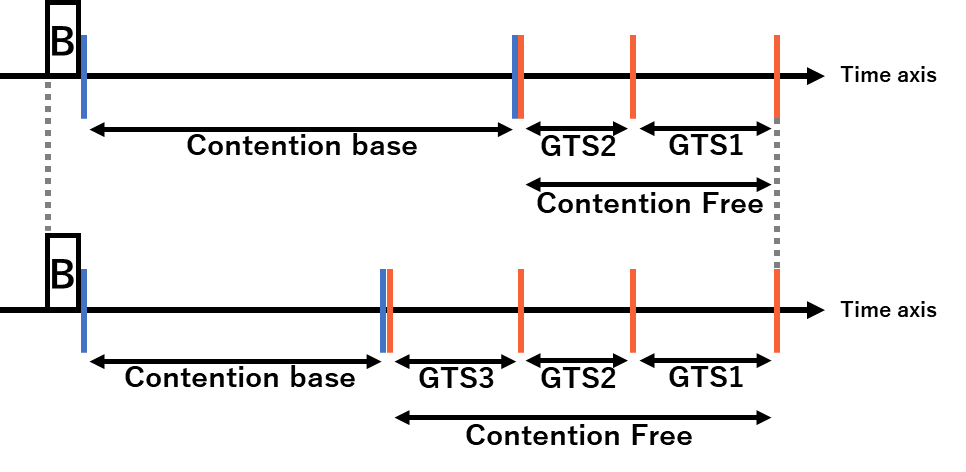 B
Time axis
Contention base
GTS2
GTS1
Contention Free
B
Time axis
Contention base
GTS3
GTS2
GTS1
Contention Free